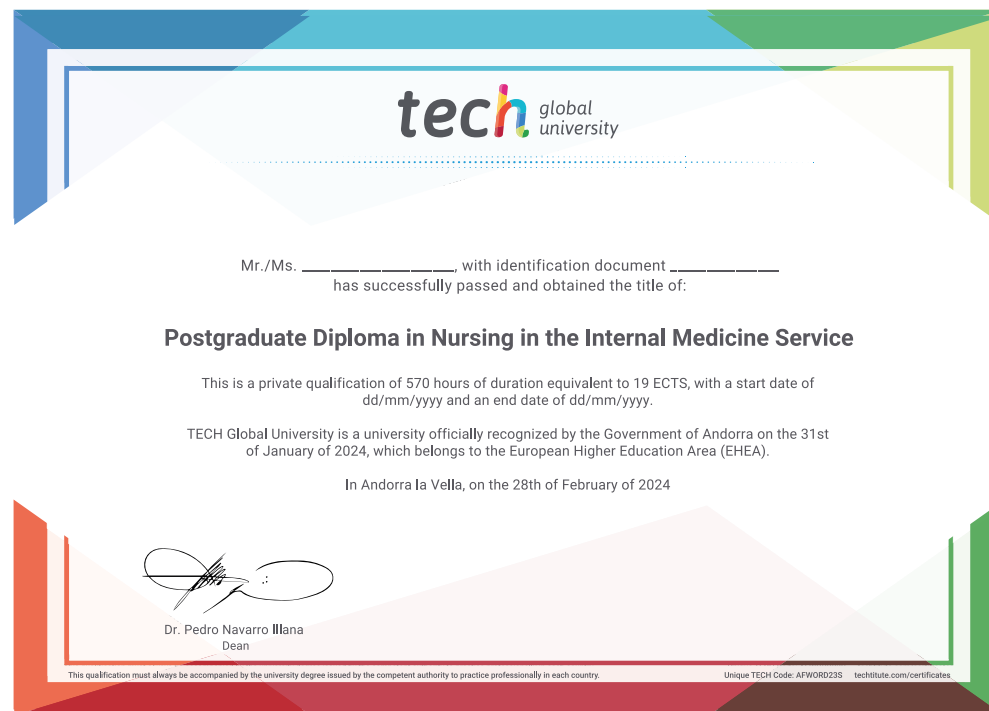 tech global university
Mr./Ms. ____________________, with identification document ______________
has successfully passed and obtained the title of:
Postgraduate Diploma in Nursing in the Internal Medicine Service
This is a private qualification of 570 hours of duration equivalent to 19 ECTS, with a start date of
dd/mm/yyyy and an end date of dd/mm/yyyy.
TECH Global University is a university officially recognized by the Government of Andorra on the 31st
of January of 2024, which belongs to the European Higher Education Area (EHEA).
In Andorra la Vella, on the 28th of February of 2024
Dr. Pedro Navarro Illana
Dean
This qualification must always be accompanied by the university degree issued by the competent authority to practice professionally in each country.
Unique TECH Code: AFWORD23S techtitute.com/certificates